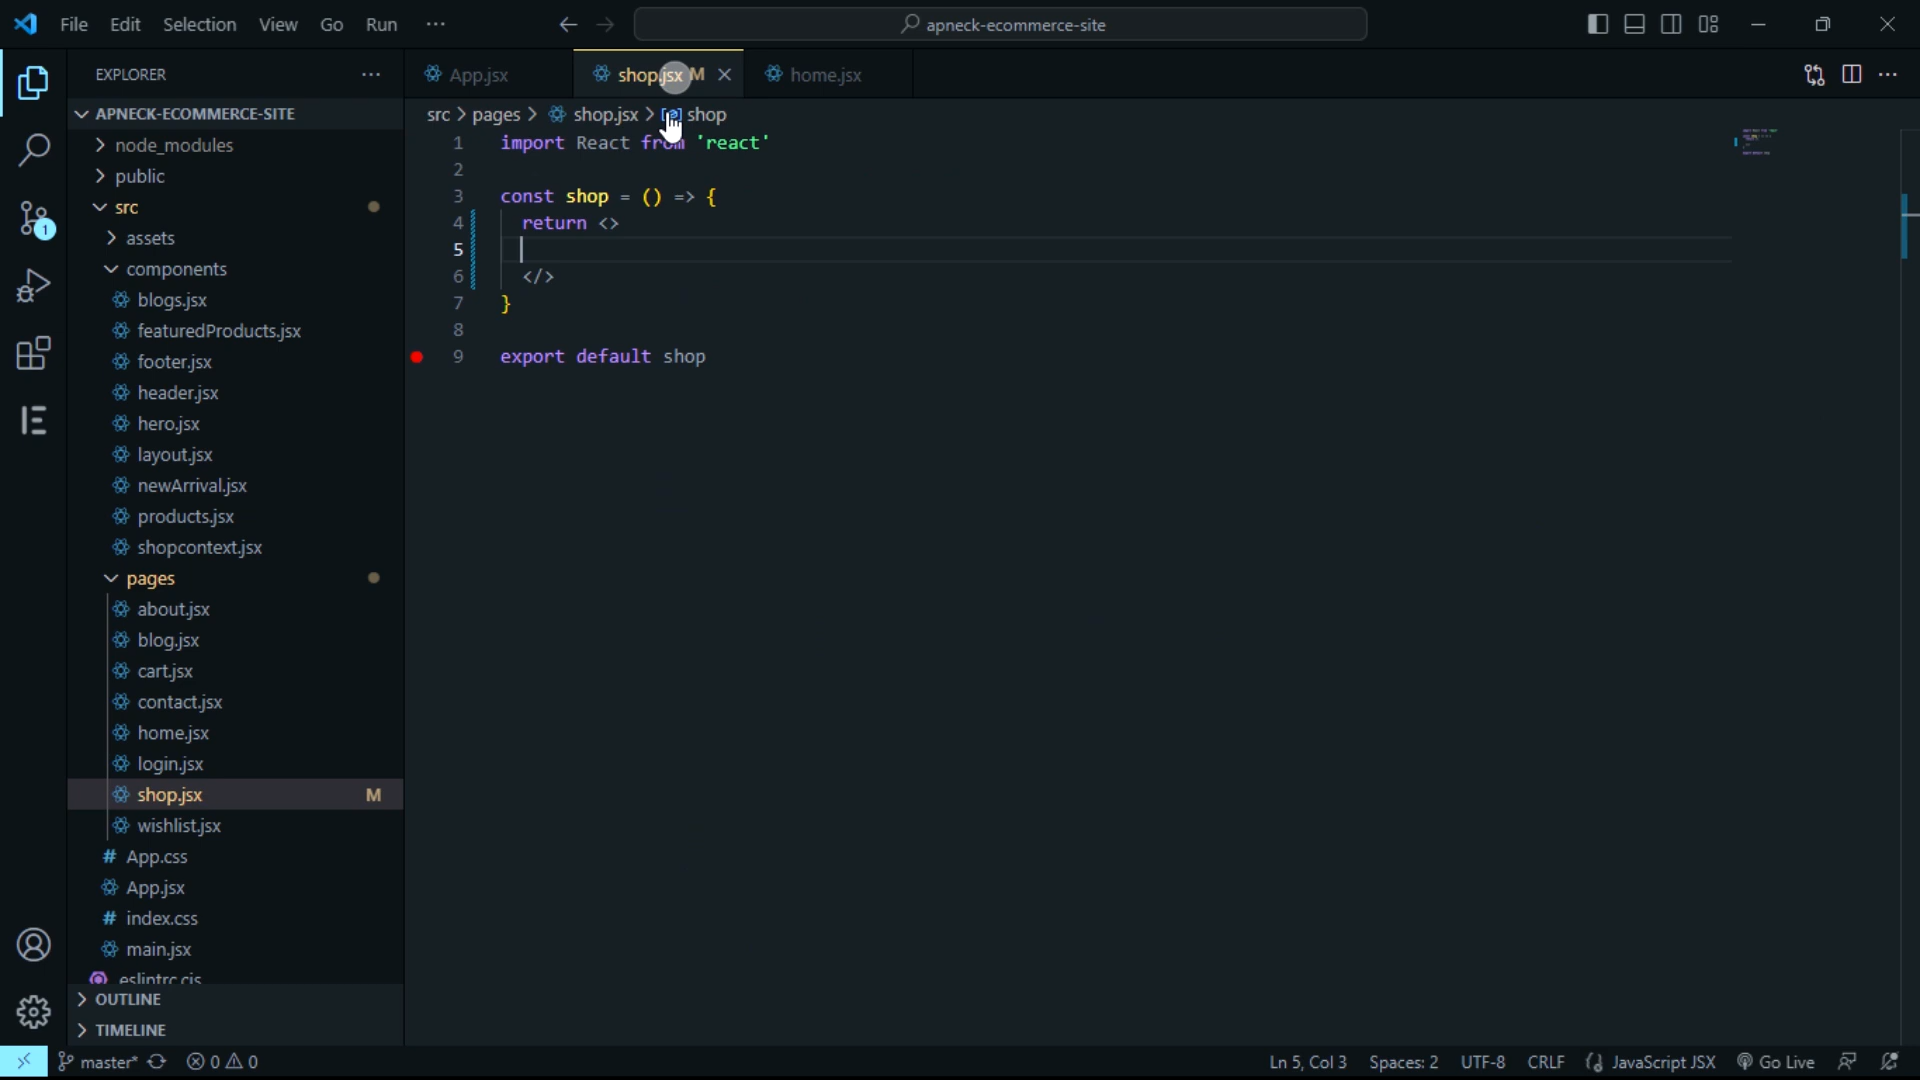 File Edit Selection View Go Run ··· apneck-ecommerce-site
EXPLORER ···
App.jsx shop.jsx M home.jsx ···
APNECK-ECOMMERCE-SITE
src > pages > shop.jsx > shop
node_modules
public
src
assets
components
blogs.jsx
featuredProducts.jsx
footer.jsx
header.jsx
hero.jsx
layout.jsx
newArrival.jsx
products.jsx
shopcontext.jsx
pages
about.jsx
blog.jsx
cart.jsx
contact.jsx
home.jsx
login.jsx
shop.jsx M
wishlist.jsx
# App.css
App.jsx
# index.css
main.jsx
.eslintrc.cjs
OUTLINE
TIMELINE
1 import React from 'react'
2
3 const shop = () => {
4 return <>
5
6 </>
7 }
8
9 export default shop
1
master* 0 0 Ln 5, Col 3 Spaces: 2 UTF-8 CRLF JavaScript JSX Go Live